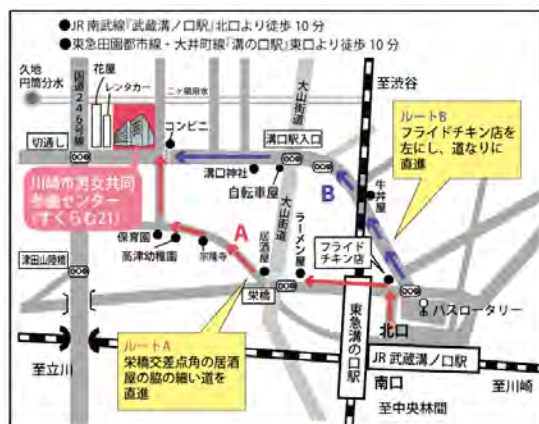 ●JR 南武線『武蔵溝ノ口駅』北口より徒歩 10 分
●東急田園都市線・大井町線『溝の口駅』東口より徒歩 10 分
久地
円筒分水
花屋
レンタカー
国道246号線
二ヶ領用水
コンビニ
大山街道
至渋谷
ルートB
フライドチキン店を
左にし、道なりに
直進
切通し
溝口駅入口
溝口神社
自転車屋
B
牛丼屋
川崎市男女共同
参画センター
(すくらむ21)
A
大山街道
ラーメン屋
居酒屋
フライド
チキン店
保育園
高津幼稚園
宗隆寺
津田山陸橋
栄橋
バスロータリー
北口
ルートA
栄橋交差点角の居酒
屋の脇の細い道を
直進
東急溝の口駅
JR 武蔵溝ノ口駅
南口
至立川
至川崎
至中央林間